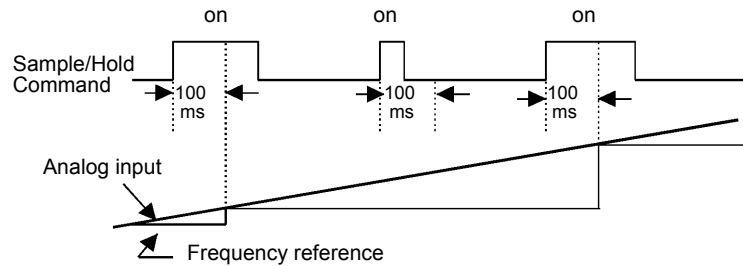 on on on
Sample/Hold
Command
100
ms
100
ms
100
ms
Analog input
Frequency reference